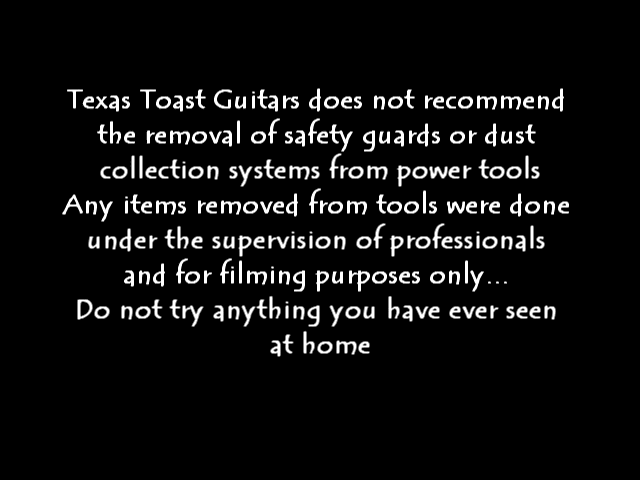 Texas Toast Guitars does not recommend
the removal of safety guards or dust
collection systems from power tools
Any items removed from tools were done
under the supervision of professionals
and for filming purposes only...
Do not try anything you have ever seen
at home